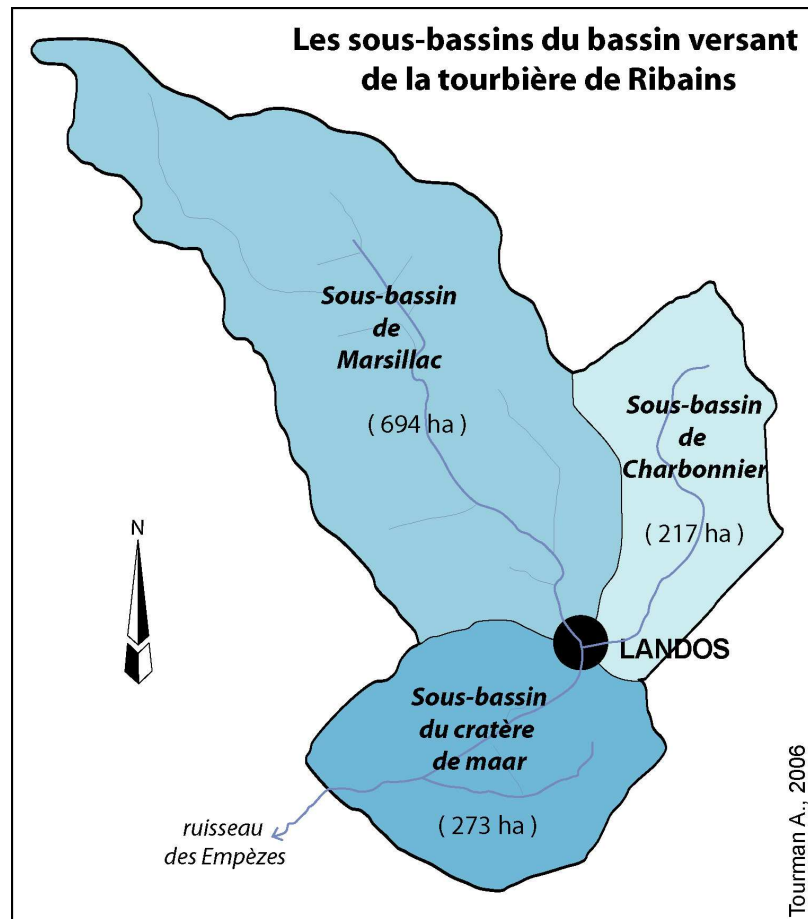 Les sous-bassins du bassin versant
de la tourbière de Ribains
Sous-bassin
de
Marsillac
( 694 ha )
Sous-bassin
de
Charbonnier
( 217 ha )
N
LANDOS
Sous-bassin
du cratère
de maar
( 273 ha )
ruisseau
des Empèzes
Tourman A., 2006